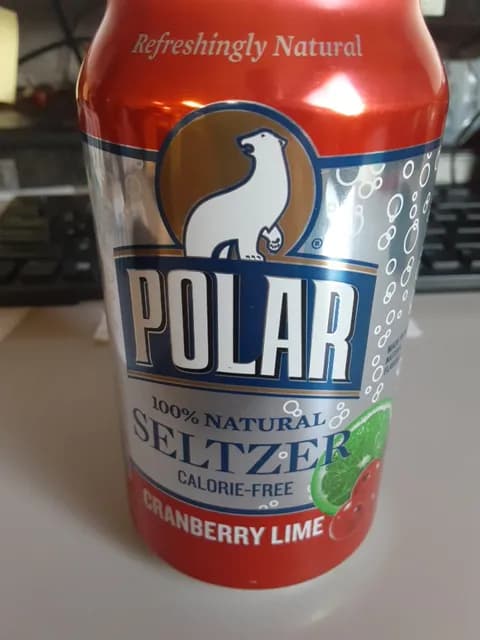 Refreshingly Natural
®
POLAR
100% NATURAL
SELTZER
CALORIE-FREE
CRANBERRY LIME